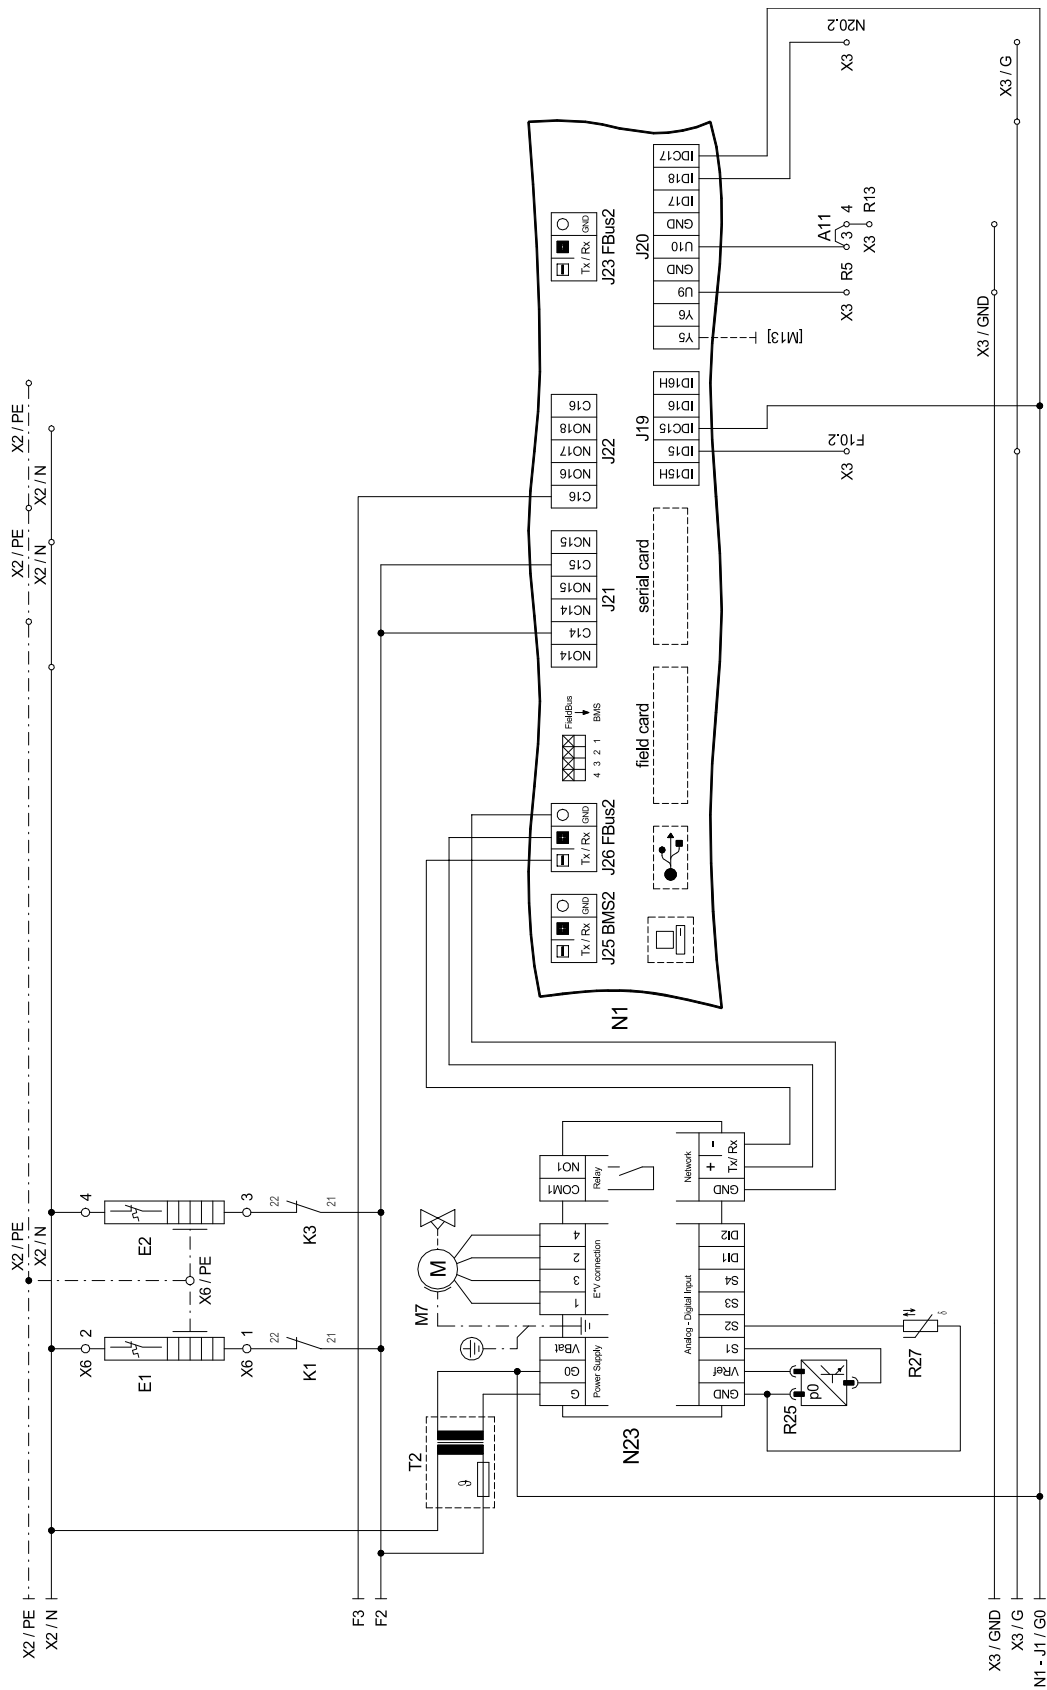 X2 / PE
X2 / N
F3
F2
X3 / GND
X3 / G
N1 - J1 / G0
X6 2
E1
X6 1
K1
22
21
X2 / PE
X2 / N
X6 / PE
4
E2
3
K3
22
21
X2 / PE
X2 / N
X2 / PE
X2 / N
T2
ϑ
M7
M
N23
G
G0
VBat
Power Supply
1
3
2
4
E²V connection
COM1
NO1
Relay
GND
VRef
S1
S2
S3
S4
DI1
DI2
Analog - Digital Input
GND
+
-
Tx/ Rx
Network
R25
p0
R27
δ
N1
Tx / Rx
GND
J25 BMS2
Tx / Rx
GND
J26 FBus2
4 3 2 1
FieldBus
BMS
NO14
C14
NC14
NO15
C15
NC15
J21
C16
NO16
NO17
NO18
C16
J22
Tx / Rx
GND
J23 FBus2
field card
serial card
J19
ID15H
ID15
IDC15
ID16
ID16H
J20
Y5
Y6
U9
GND
U10
GND
ID17
ID18
IDC17
[M13]
X3
F10.2
X3
R5
A11
3 4
X3
R13
X3
N20.2
X3 / GND
X3 / G